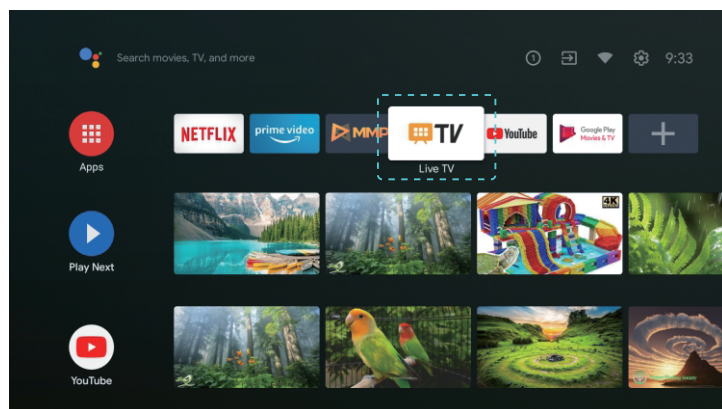 Search movies, TV, and more
1
9:33
Apps
NETFLIX
prime video
MMP
TV
YouTube
Google Play
Movies & TV
Live TV
Play Next
4K
YouTube